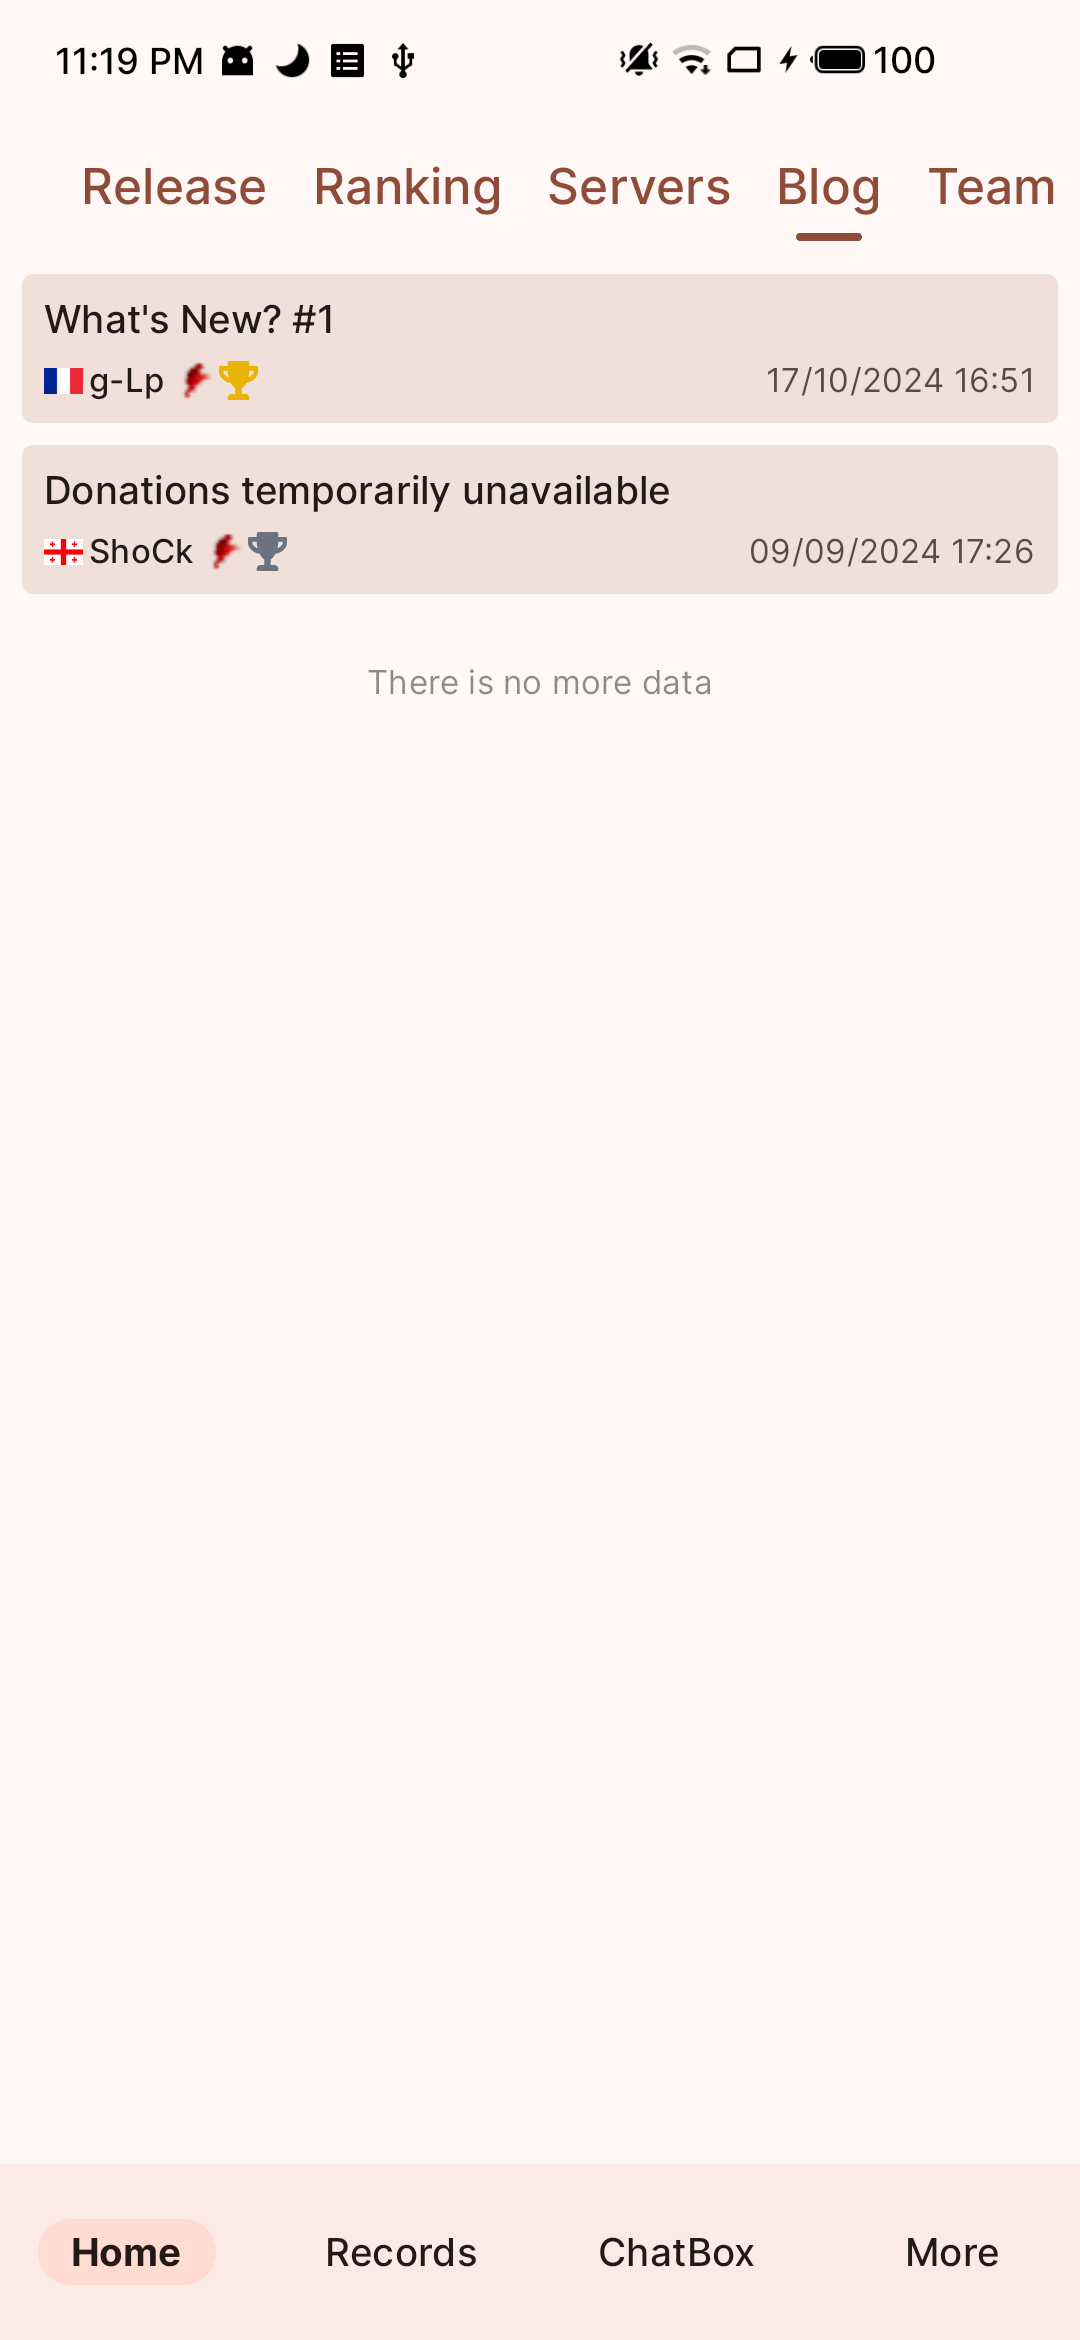 11:19 PM 100
Release Ranking Servers Blog Team
What's New? #1
g-Lp 17/10/2024 16:51
Donations temporarily unavailable
ShoCk 09/09/2024 17:26
There is no more data
Home Records ChatBox More